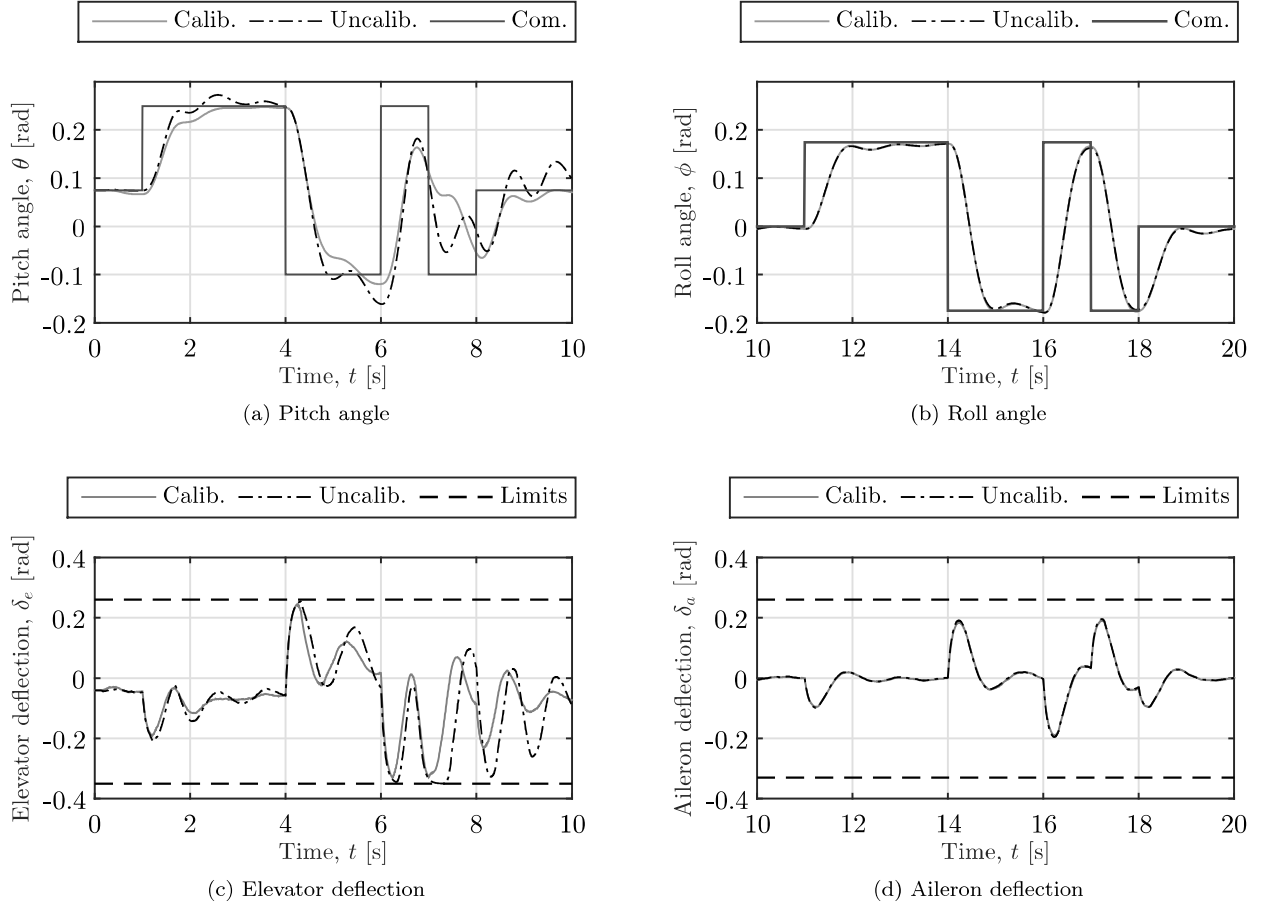 Calib. Uncalib. Com.
Calib. Uncalib. Com.
Pitch angle, θ [rad]
0.2
0.1
0
-0.1
-0.2
0 2 4 6 8 10
Time, t [s]
(a) Pitch angle
Roll angle, ϕ [rad]
0.2
0.1
0
-0.1
-0.2
10 12 14 16 18 20
Time, t [s]
(b) Roll angle
Calib. Uncalib. Limits
Calib. Uncalib. Limits
Elevator deflection, δe [rad]
0.4
0.2
0
-0.2
-0.4
0 2 4 6 8 10
Time, t [s]
(c) Elevator deflection
Aileron deflection, δa [rad]
0.4
0.2
0
-0.2
-0.4
10 12 14 16 18 20
Time, t [s]
(d) Aileron deflection